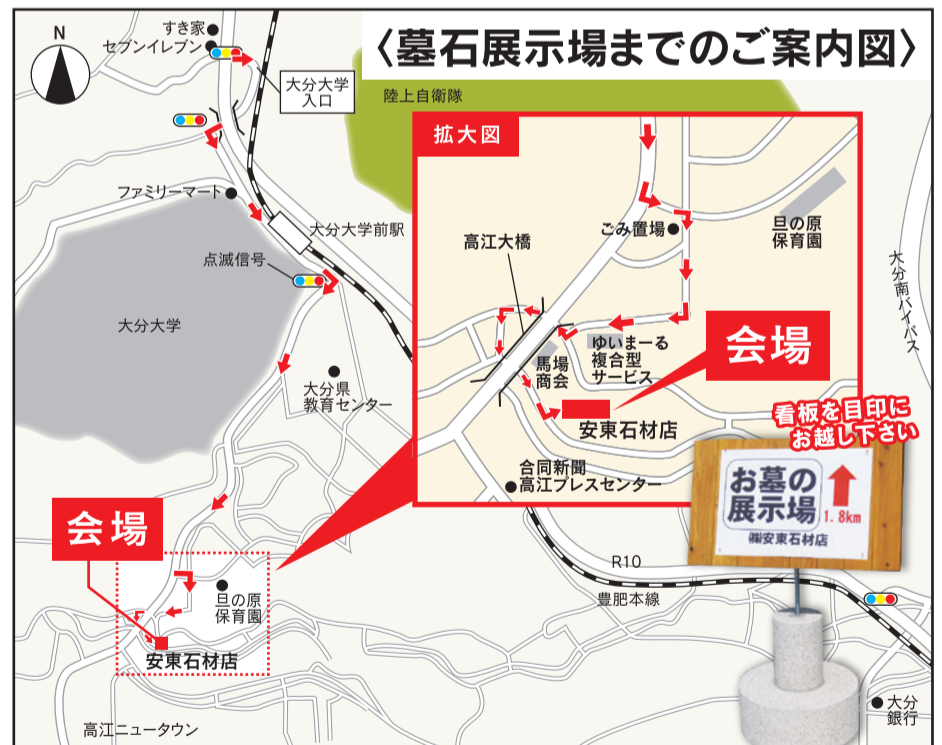 〈墓石展示場までのご案内図〉
N
すき家
セブンイレブン
大分大学
入口
陸上自衛隊
ファミリーマート
大分大学前駅
点滅信号
大分大学
大分県
教育センター
拡大図
ごみ置場
旦の原
保育園
高江大橋
馬場
商会
ゆいまーる
複合型
サービス
会場
安東石材店
合同新聞
高江プレスセンター
大分南バイパス
看板を目印に
お越し下さい
お墓の
展示場
1.8km
㈱安東石材店
会場
旦の原
保育園
安東石材店
R10
豊肥本線
高江ニュータウン
大分
銀行